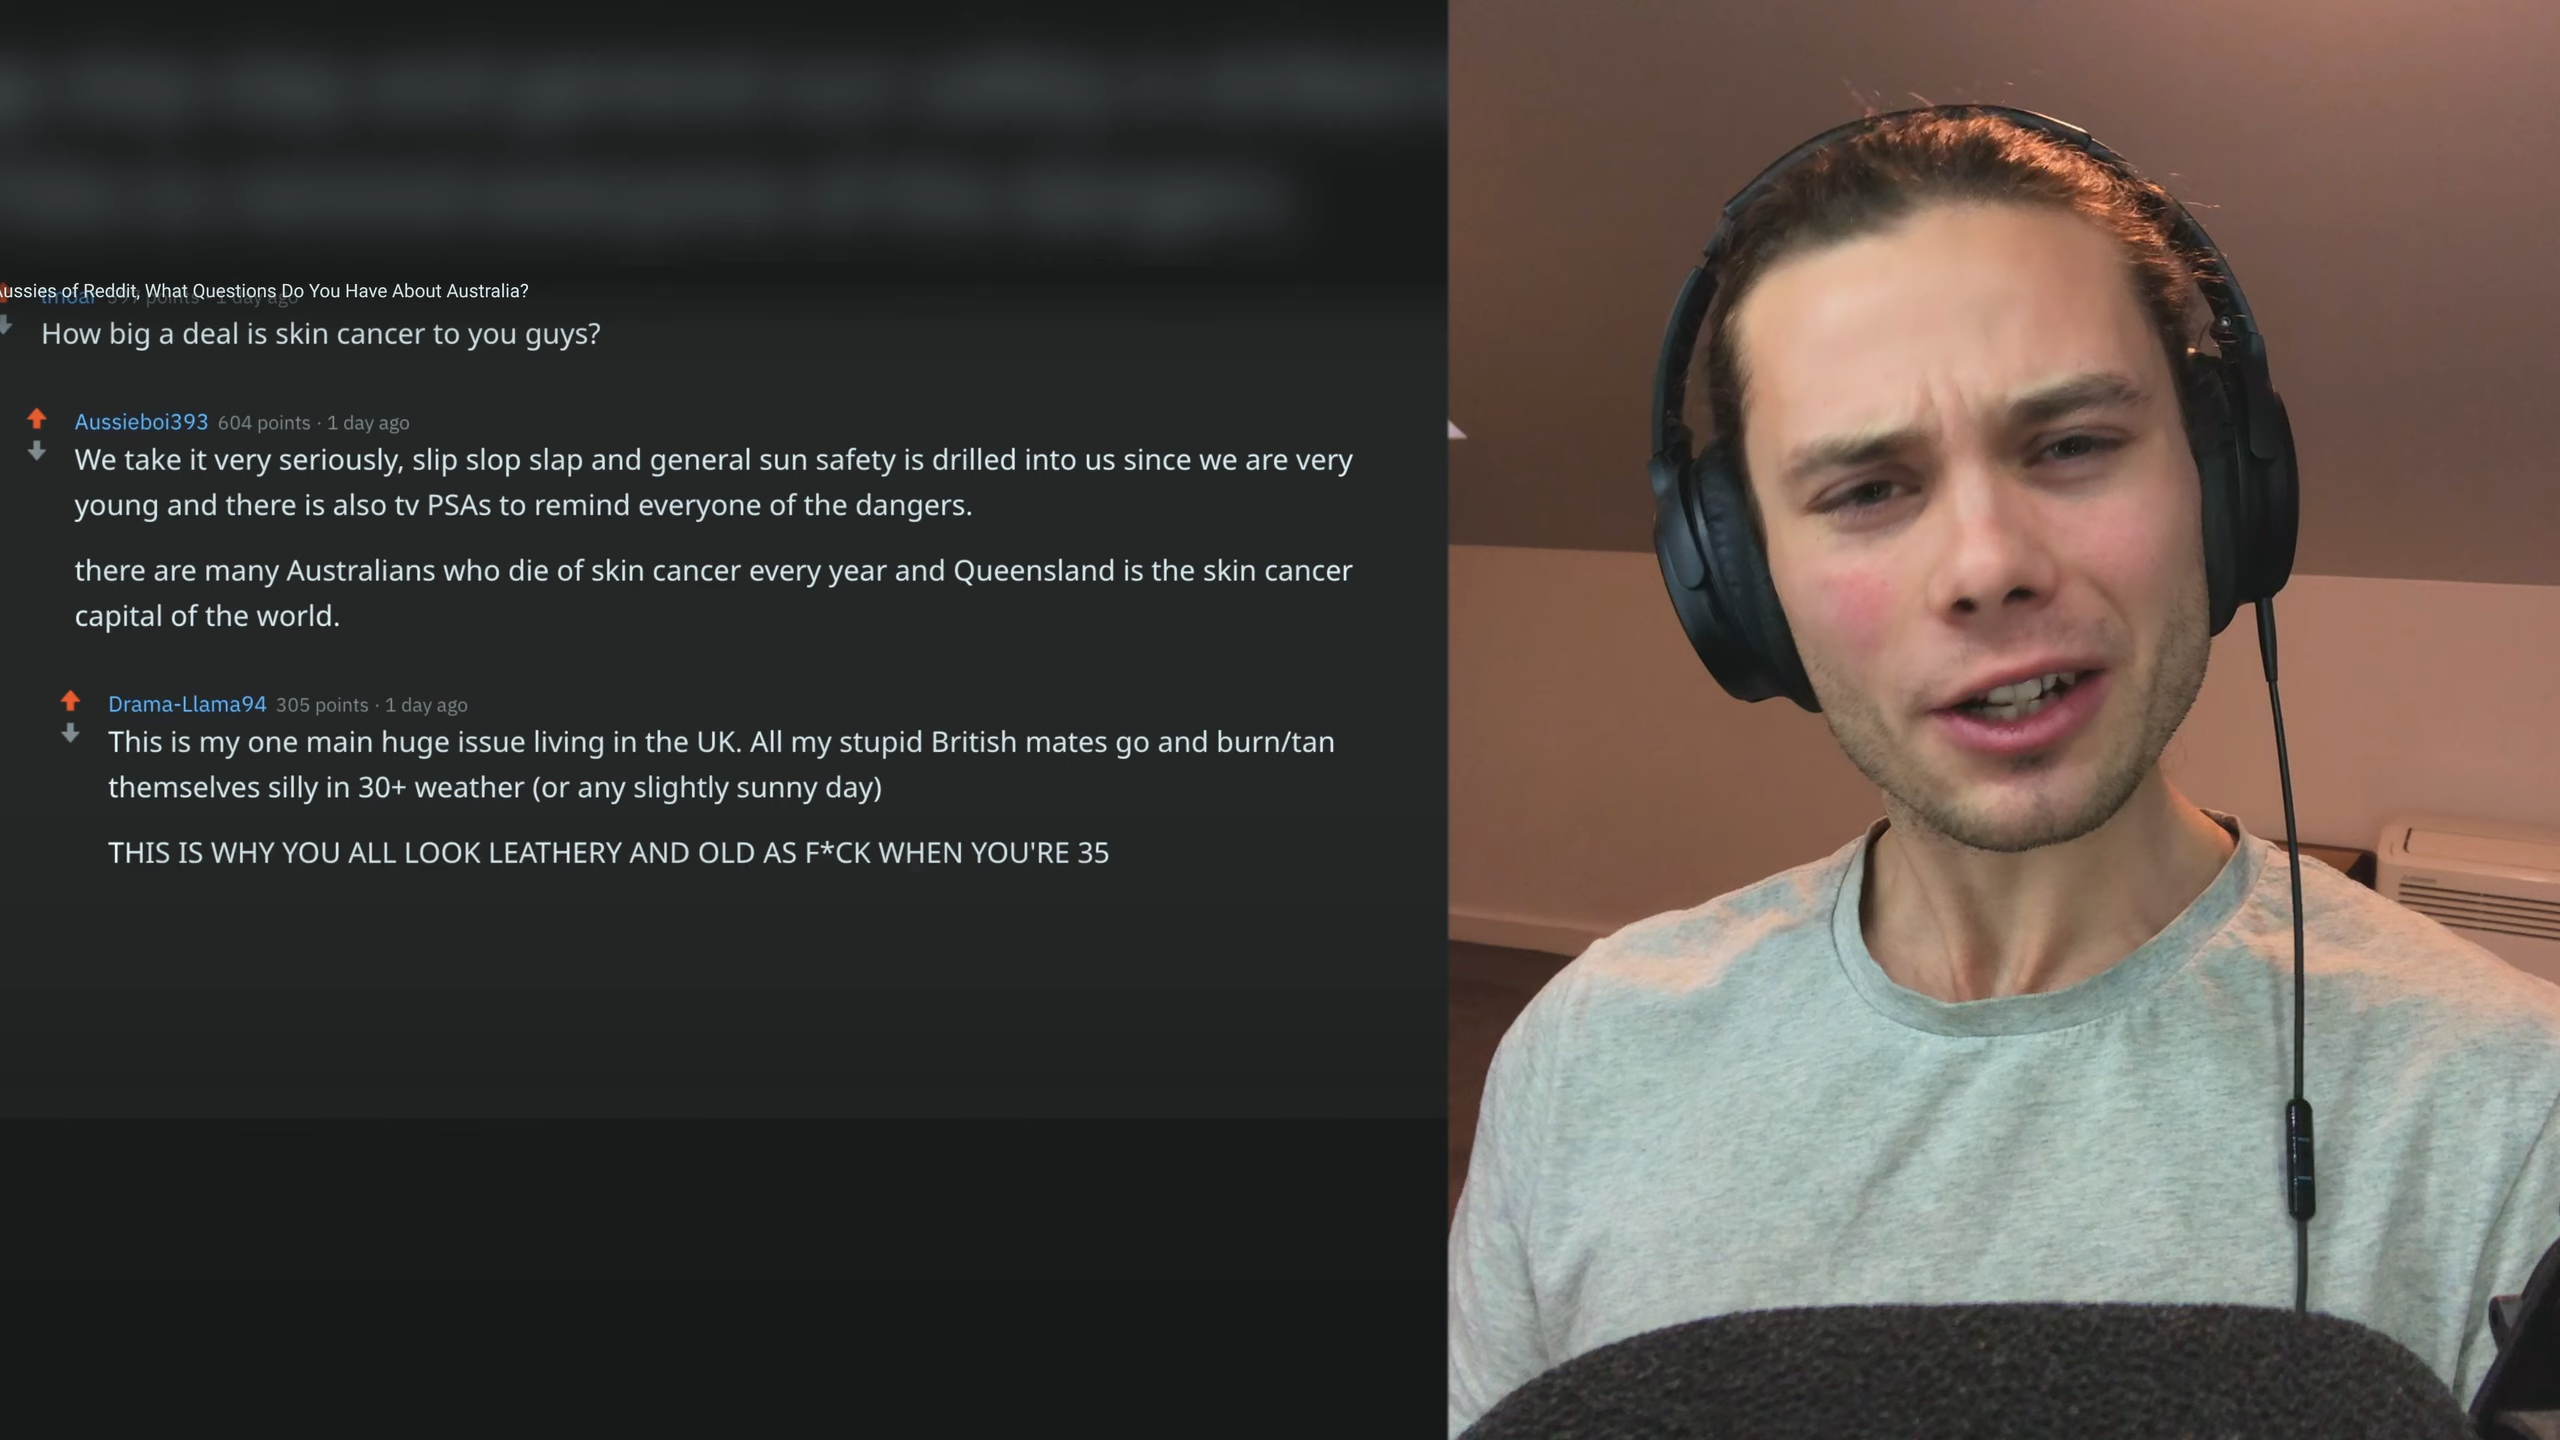 ussies of Reddit, What Questions Do You Have About Australia?
points · 1 day ago
How big a deal is skin cancer to you guys?
Aussieboi393 604 points · 1 day ago
We take it very seriously, slip slop slap and general sun safety is drilled into us since we are very
young and there is also tv PSAs to remind everyone of the dangers.
there are many Australians who die of skin cancer every year and Queensland is the skin cancer
capital of the world.
Drama-Llama94 305 points · 1 day ago
This is my one main huge issue living in the UK. All my stupid British mates go and burn/tan
themselves silly in 30+ weather (or any slightly sunny day)
THIS IS WHY YOU ALL LOOK LEATHERY AND OLD AS F*CK WHEN YOU'RE 35